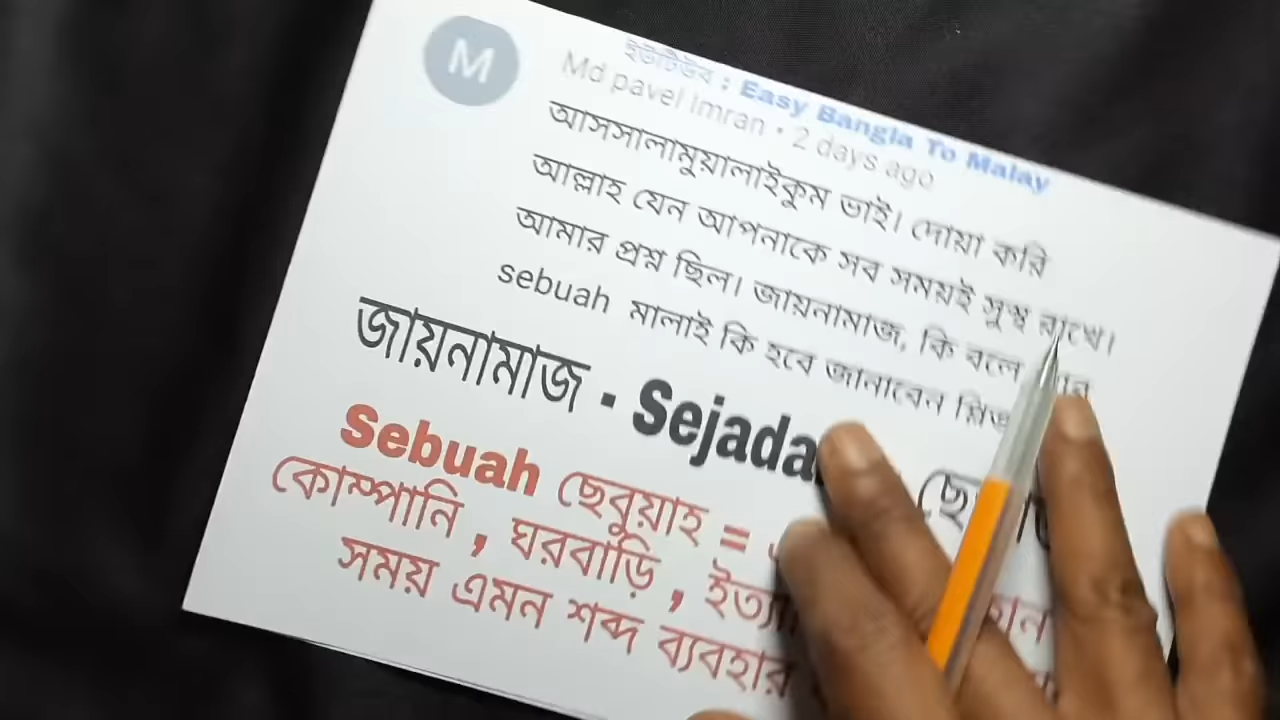 ইউটিউব : Easy Bangla To Malay
M
Md pavel Imran • 2 days ago
আসসালামুয়ালাইকুম ভাই। দোয়া করি
আল্লাহ যেন আপনাকে সব সময়ই সুস্থ রাখে।
আমার প্রশ্ন ছিল। জায়নামাজ, কি বলে
sebuah মালাই কি হবে জানাবেন
জায়নামাজ - Sejada
Sebuah ছেবুয়াহ =
কোম্পানি , ঘরবাড়ি ,
সময় এমন শব্দ ব্যবহার